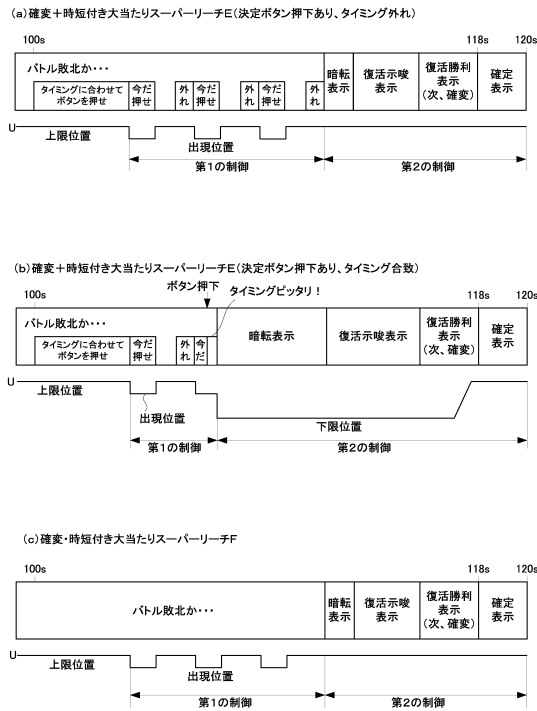 (a)確変＋時短付き大当たりスーパーリーチE(決定ボタン押下あり、タイミング外れ)
100s 118s 120s
バトル敗北か・・・
タイミングに合わせて
ボタンを押せ
今だ
押せ
外
れ
今だ
押せ
外
れ
今だ
押せ
外
れ
暗転
表示
復活示唆
表示
復活勝利
表示
(次、確変)
確定
表示
U
上限位置
出現位置
第1の制御
第2の制御
(b)確変＋時短付き大当たりスーパーリーチE(決定ボタン押下あり、タイミング合致)
ボタン押下
100s タイミングピッタリ！ 118s 120s
バトル敗北か・・・
タイミングに合わせて
ボタンを押せ
今だ
押せ
外
れ
今
だ
暗転表示
復活示唆表示
復活勝利
表示
(次、確変)
確定
表示
U
上限位置
出現位置
下限位置
第1の制御
第2の制御
(c)確変・時短付き大当たりスーパーリーチF
100s 118s 120s
バトル敗北か・・・
暗転
表示
復活示唆
表示
復活勝利
表示
(次、確変)
確定
表示
U
上限位置
出現位置
第1の制御
第2の制御